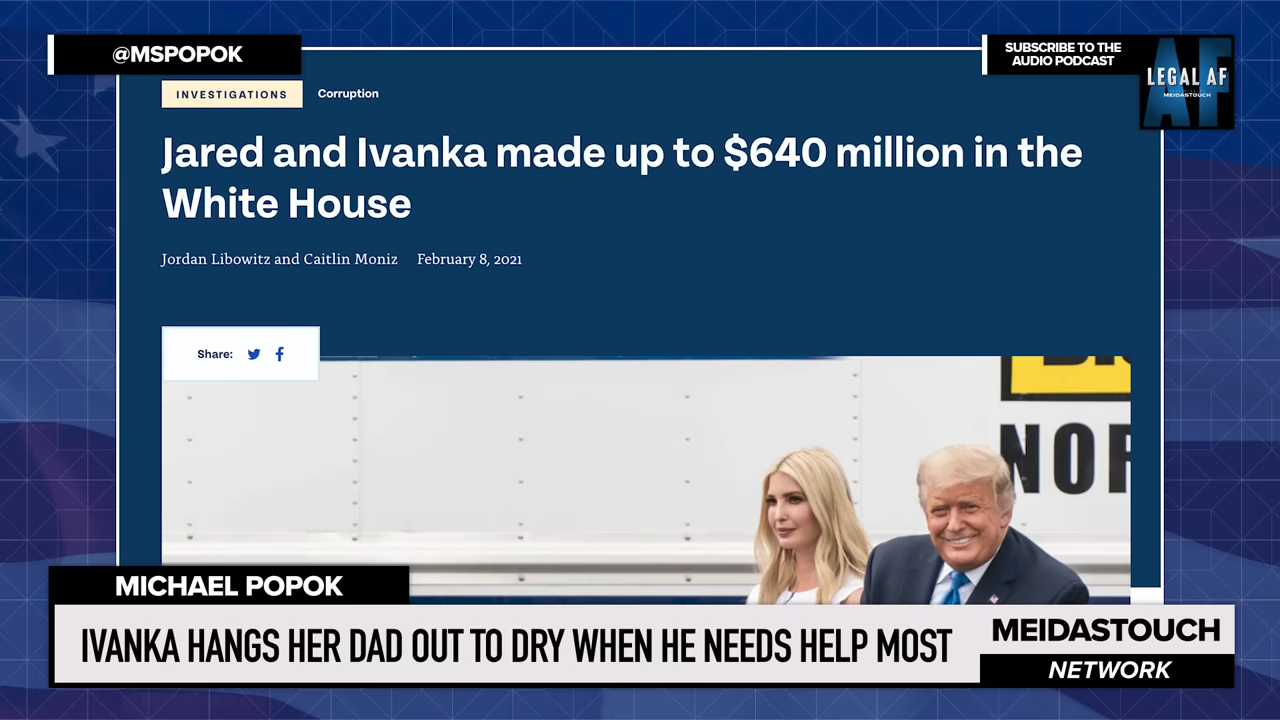 @MSPOPOK
SUBSCRIBE TO THE
AUDIO PODCAST
LEGAL AF
MEIDASTOUCH
INVESTIGATIONS Corruption
Jared and Ivanka made up to $640 million in the
White House
Jordan Libowitz and Caitlin Moniz February 8, 2021
Share:
MICHAEL POPOK
IVANKA HANGS HER DAD OUT TO DRY WHEN HE NEEDS HELP MOST
MEIDASTOUCH
NETWORK